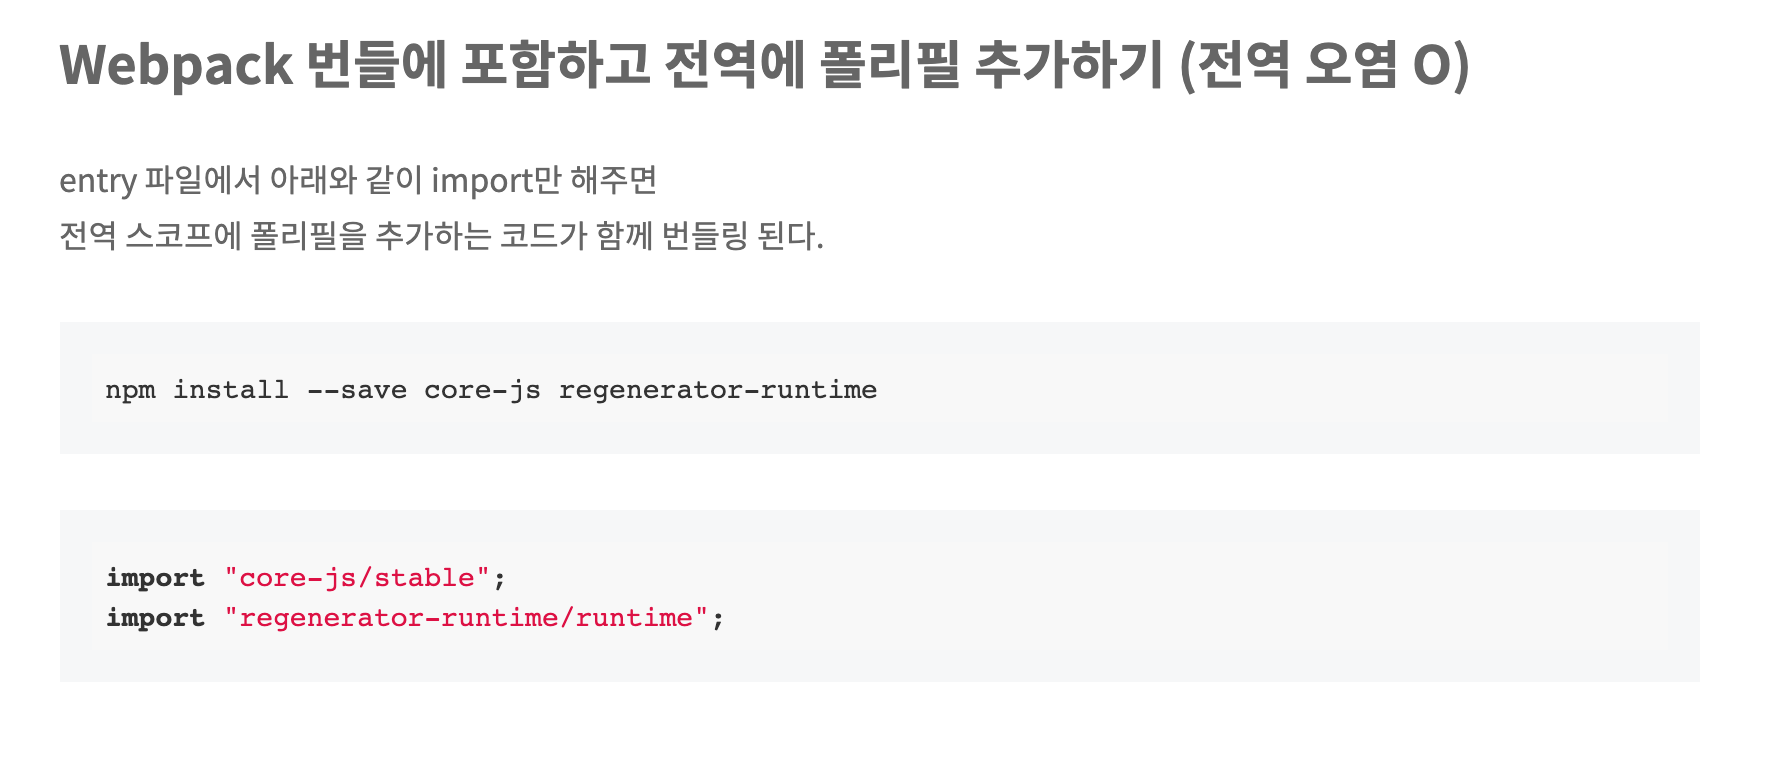 Webpack 번들에 포함하고 전역에 폴리필 추가하기 (전역 오염 O)
entry 파일에서 아래와 같이 import만 해주면
전역 스코프에 폴리필을 추가하는 코드가 함께 번들링 된다.
npm install --save core-js regenerator-runtime
import "core-js/stable";
import "regenerator-runtime/runtime";